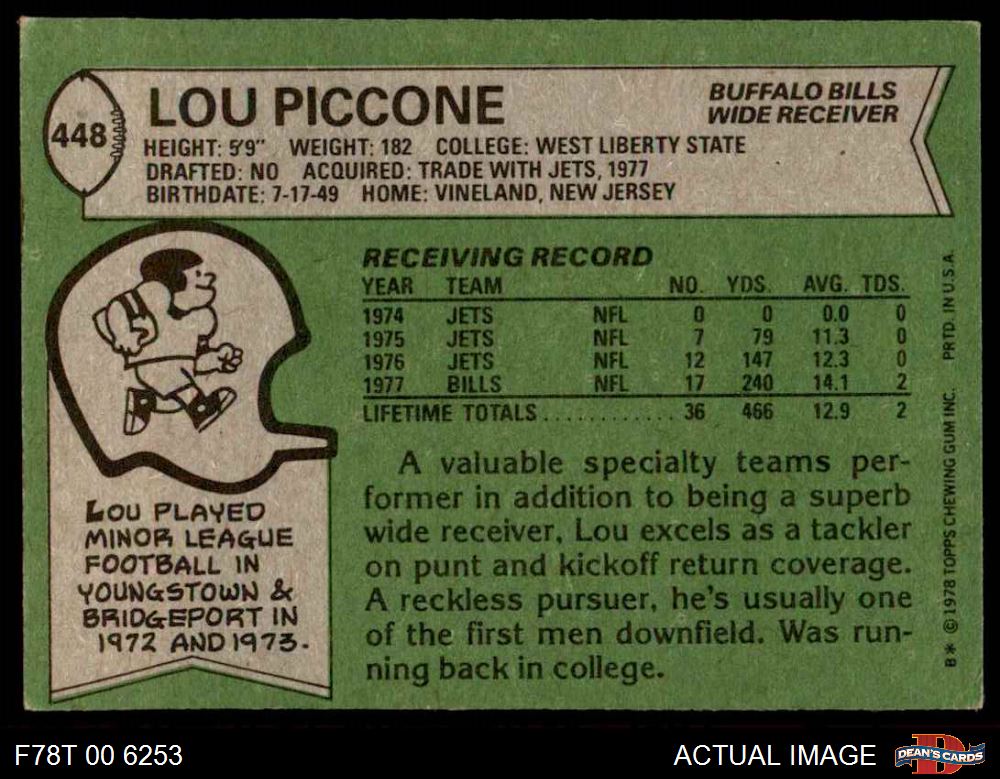 448
LOU PICCONE
BUFFALO BILLS
WIDE RECEIVER
HEIGHT: 5'9" WEIGHT: 182 COLLEGE: WEST LIBERTY STATE
DRAFTED: NO ACQUIRED: TRADE WITH JETS, 1977
BIRTHDATE: 7-17-49 HOME: VINELAND, NEW JERSEY
RECEIVING RECORD
YEAR TEAM NO. YDS. AVG. TDS.
1974 JETS NFL 0 0 0.0 0
1975 JETS NFL 7 79 11.3 0
1976 JETS NFL 12 147 12.3 0
1977 BILLS NFL 17 240 14.1 2
LIFETIME TOTALS............36 466 12.9 2
LOU PLAYED
MINOR LEAGUE
FOOTBALL IN
YOUNGSTOWN &
BRIDGEPORT IN
1972 AND 1973.
A valuable specialty teams per-
former in addition to being a superb
wide receiver, Lou excels as a tackler
on punt and kickoff return coverage.
A reckless pursuer, he's usually one
of the first men downfield. Was run-
ning back in college.
B* © 1978 TOPPS CHEWING GUM INC. PRTD. IN U.S.A.
F78T 00 6253
ACTUAL IMAGE
D
DEAN'S CARDS